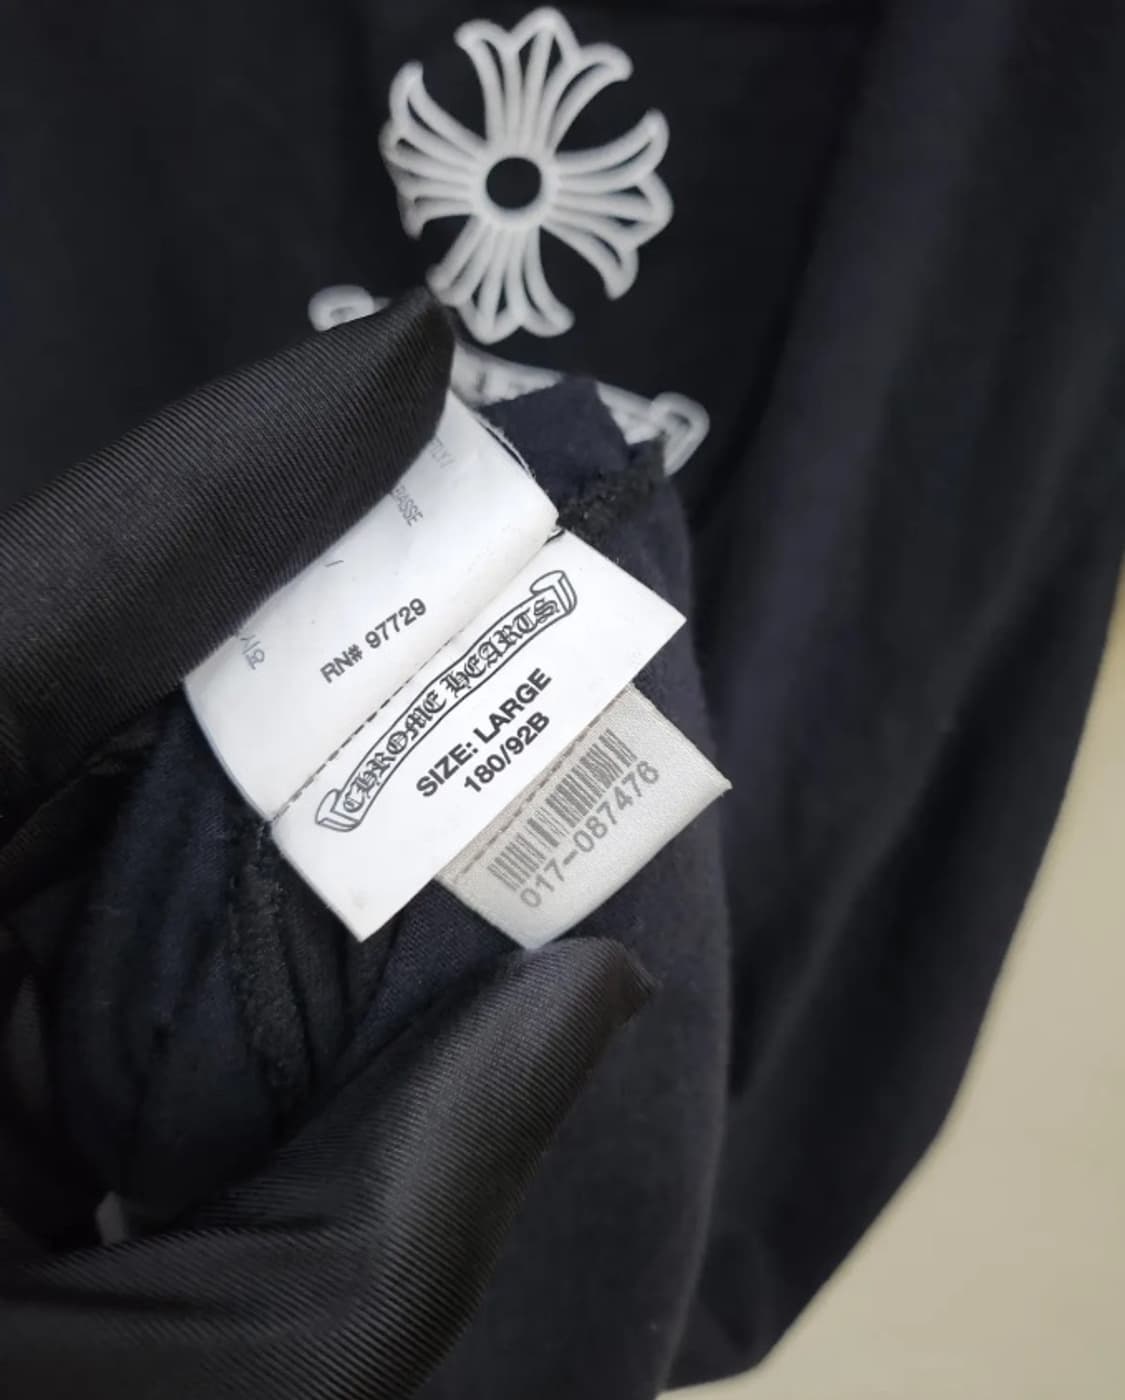 RN# 97729
CHROME HEARTS
SIZE: LARGE
180/92B
017-087476